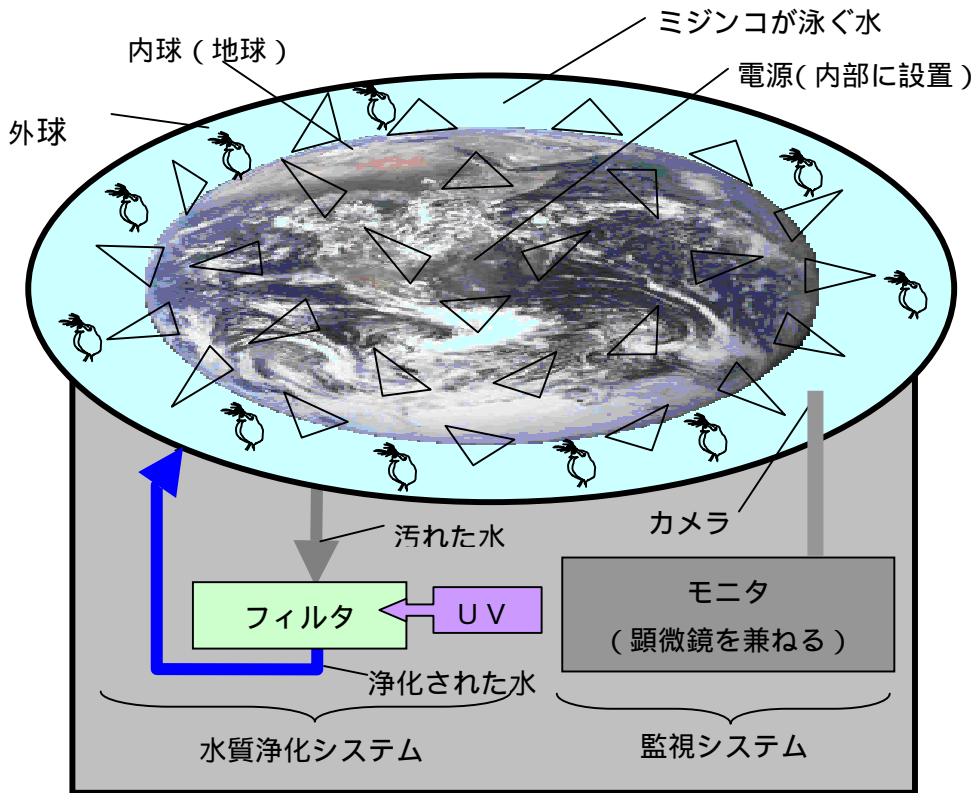 ミジンコが泳ぐ水
内球(地球)
電源(内部に設置)
外球
カメラ
汚れた水
モニタ
(顕微鏡を兼ねる)
フィルタ
UV
浄化された水
水質浄化システム
監視システム